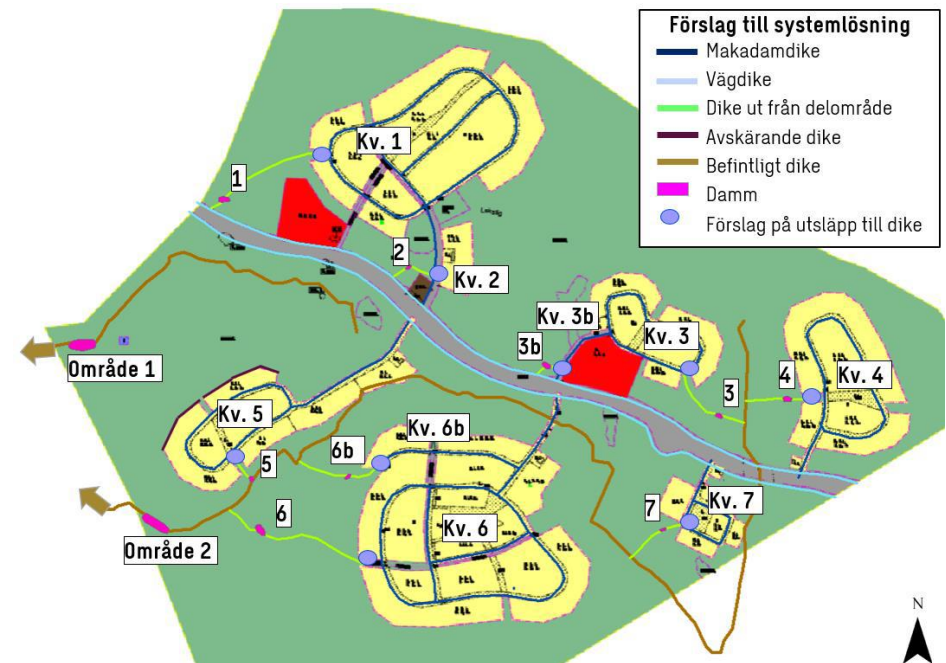 Förslag till systemlösning
Makadamdike
Vägdike
Dike ut från delområde
Avskärande dike
Befintligt dike
Damm
Förslag på utsläpp till dike
Kv. 1
1
2
Kv. 2
Kv. 3b
3b
Kv. 3
3
4
Kv. 4
Område 1
Kv. 5
5
6b
Kv. 6b
6
Kv. 6
7
Kv. 7
Område 2
N